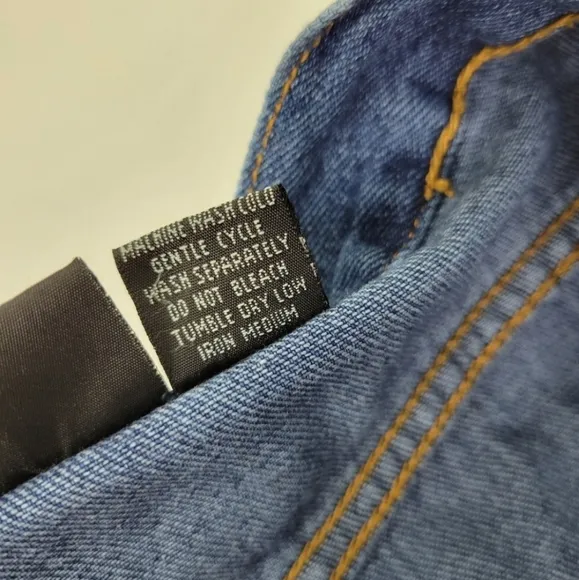 MACHINE WASH COLD
GENTLE CYCLE
WASH SEPARATELY
DO NOT BLEACH
TUMBLE DRY LOW
IRON MEDIUM